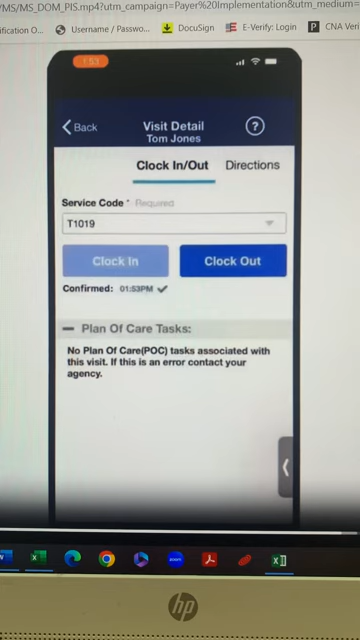 /MS/MS_DOM_PIS.mp4?utm_campaign=Payer%20Implementation&utm_medium=
ification O... Username / Passwo... DocuSign E-Verify: Login P CNA Veri
1:53
Back Visit Detail ?
Tom Jones
Clock In/Out Directions
Service Code * Required
T1019
Clock In Clock Out
Confirmed: 01:53PM
Plan Of Care Tasks:
No Plan Of Care(POC) tasks associated with
this visit. If this is an error contact your
agency.
zoom
hp